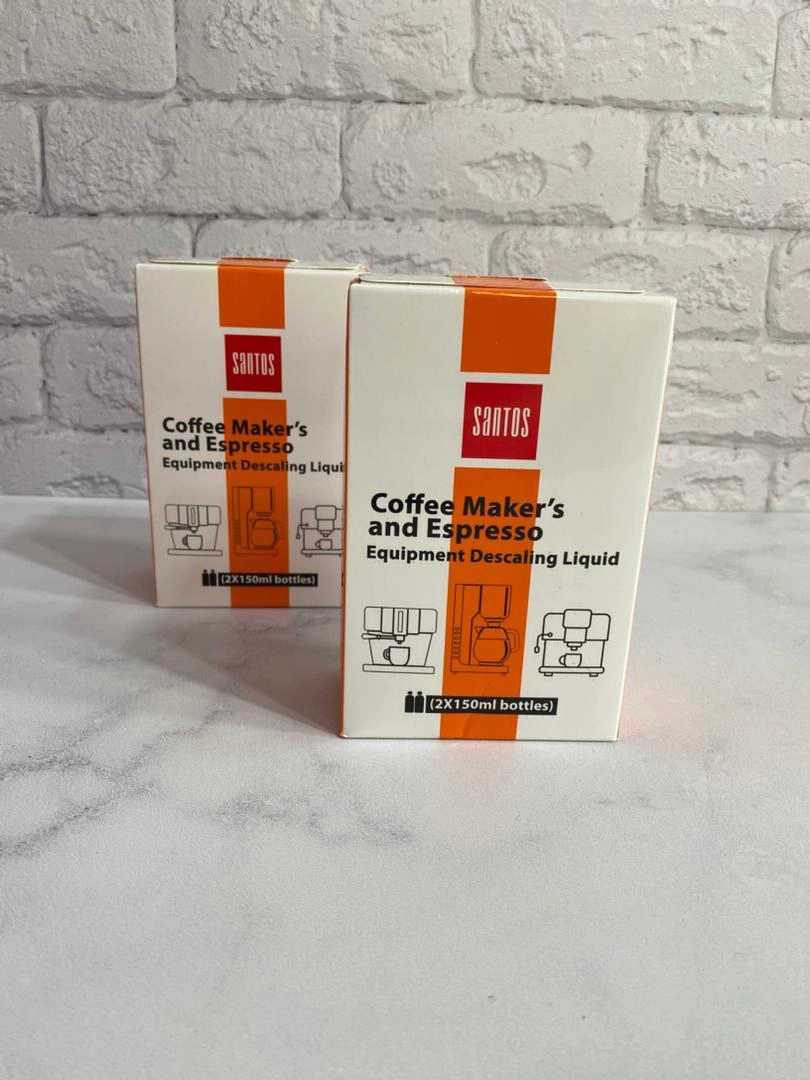 SANTOS
Coffee Maker's
and Espresso
Equipment Descaling Liqui
(2X150ml bottles)
SANTOS
Coffee Maker's
and Espresso
Equipment Descaling Liquid
(2X150ml bottles)